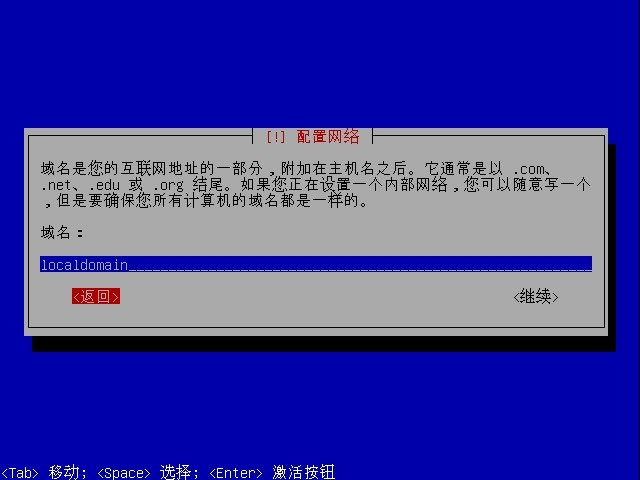 [!] 配置网络
域名是您的互联网地址的一部分，附加在主机名之后。它通常是以 .com、
.net、.edu 或 .org 结尾。如果您正在设置一个内部网络，您可以随意写一个
，但是要确保您所有计算机的域名都是一样的。
域名：
localdomain
<返回> <继续>
<Tab> 移动; <Space> 选择; <Enter> 激活按钮